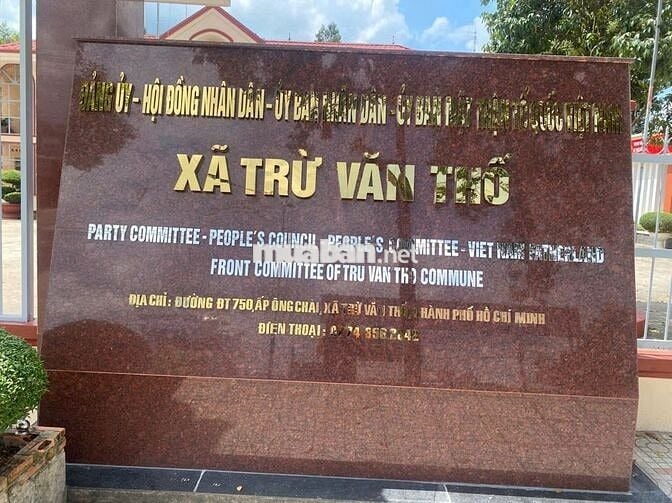 ĐẢNG ỦY - HỘI ĐỒNG NHÂN DÂN - ỦY BAN NHÂN DÂN - ỦY BAN MẶT TRẬN TỔ QUỐC VIỆT NAM
XÃ TRỪ VĂN THỐ
PARTY COMMITTEE - PEOPLE'S COUNCIL - PEOPLE'S COMMITTEE - VIET NAM FATHERLAND
muaban.net
FRONT COMMITTEE OF TRU VAN THO COMMUNE
ĐỊA CHỈ : ĐƯỜNG ĐT 750, ẤP ÔNG CHÀI, XÃ TRỪ VĂN THỐ, THÀNH PHỐ HỒ CHÍ MINH
ĐIỆN THOẠI :